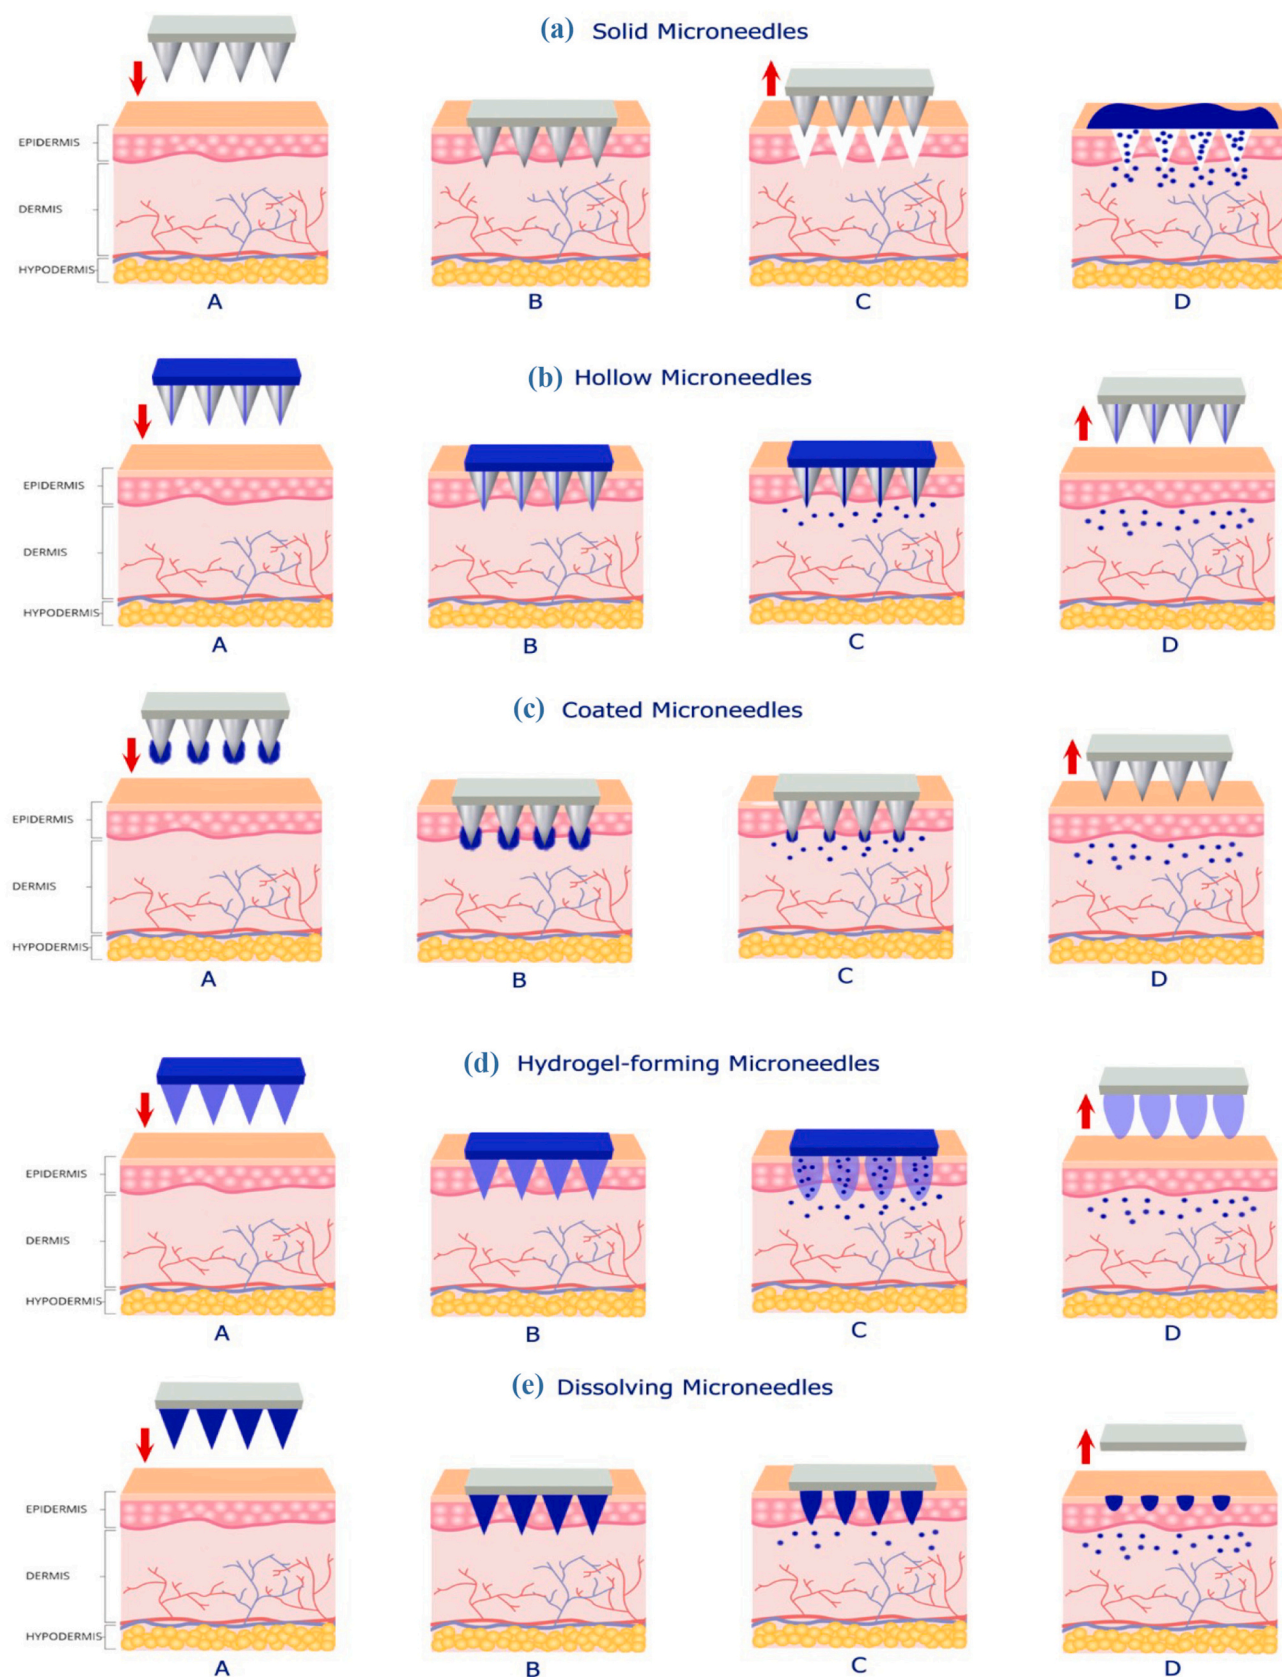 (a) Solid Microneedles
EPIDERMIS
DERMIS
HYPODERMIS
A
B
C
D
(b) Hollow Microneedles
EPIDERMIS
DERMIS
HYPODERMIS
A
B
C
D
(c) Coated Microneedles
EPIDERMIS
DERMIS
HYPODERMIS
A
B
C
D
(d) Hydrogel-forming Microneedles
EPIDERMIS
DERMIS
HYPODERMIS
A
B
C
D
(e) Dissolving Microneedles
EPIDERMIS
DERMIS
HYPODERMIS
A
B
C
D